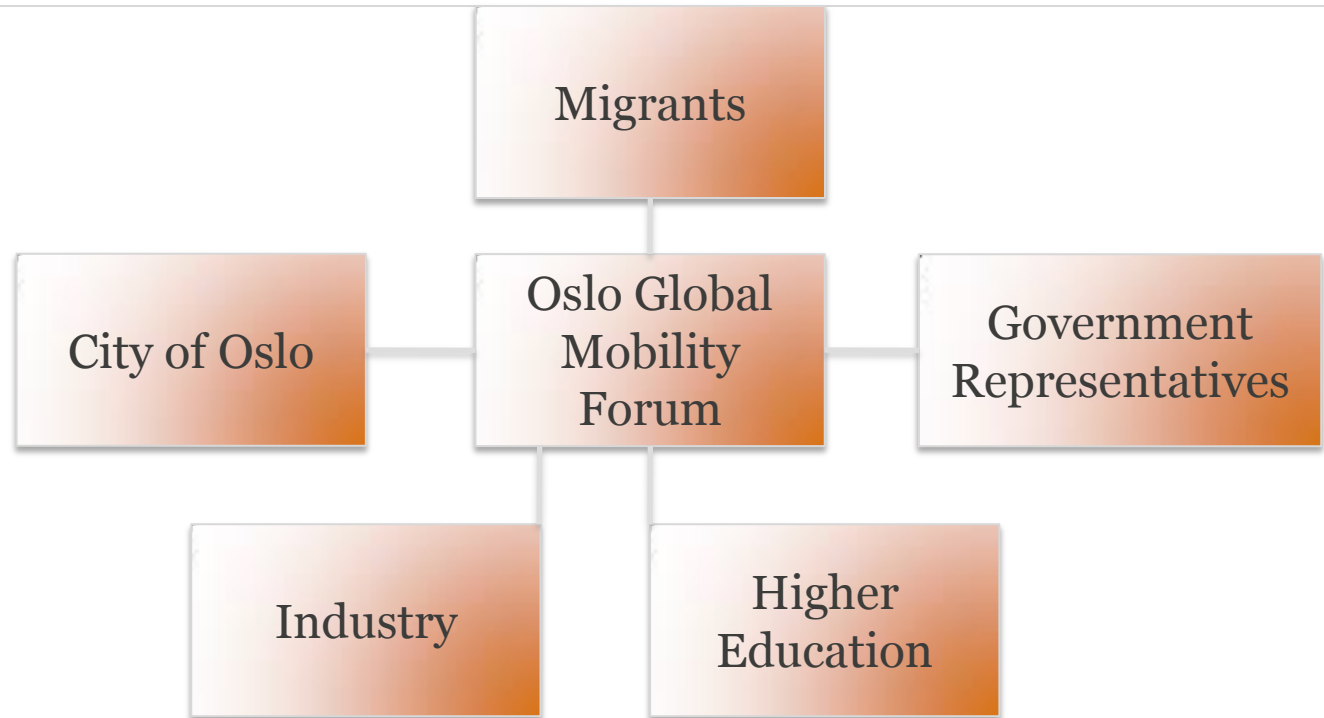 Migrants
City of Oslo
Oslo Global
Mobility
Forum
Government
Representatives
Industry
Higher
Education